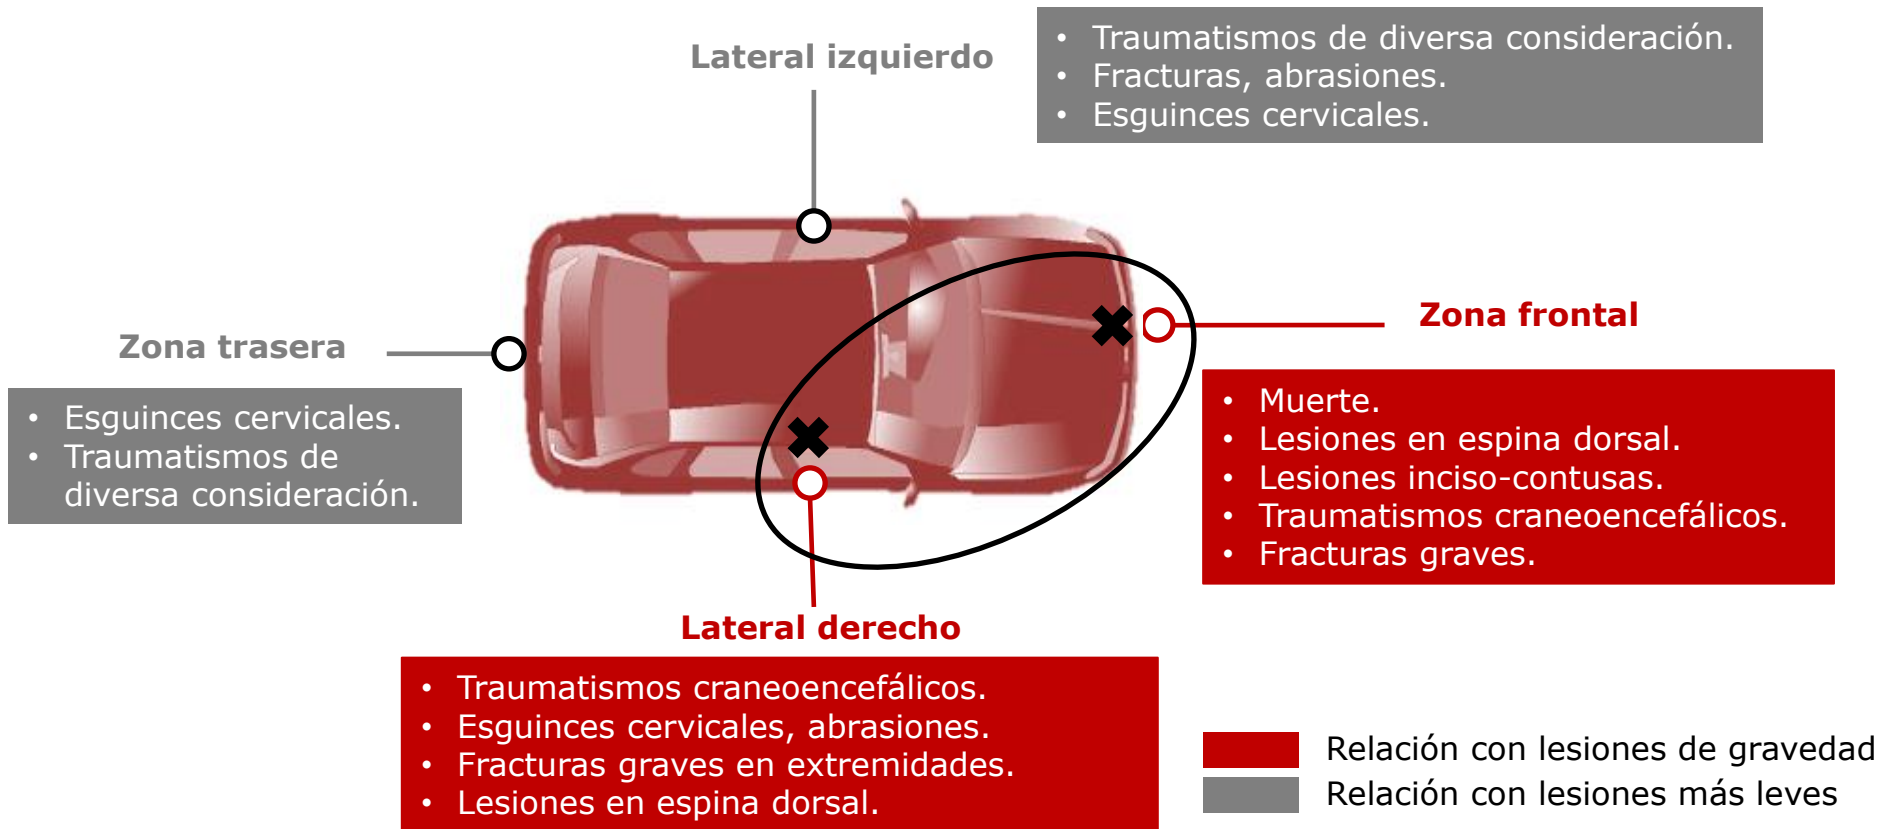 Lateral izquierdo
• Traumatismos de diversa consideración.
• Fracturas, abrasiones.
• Esguinces cervicales.
Zona trasera
• Esguinces cervicales.
• Traumatismos de
diversa consideración.
Zona frontal
• Muerte.
• Lesiones en espina dorsal.
• Lesiones inciso-contusas.
• Traumatismos craneoencefálicos.
• Fracturas graves.
Lateral derecho
• Traumatismos craneoencefálicos.
• Esguinces cervicales, abrasiones.
• Fracturas graves en extremidades.
• Lesiones en espina dorsal.
Relación con lesiones de gravedad
Relación con lesiones más leves